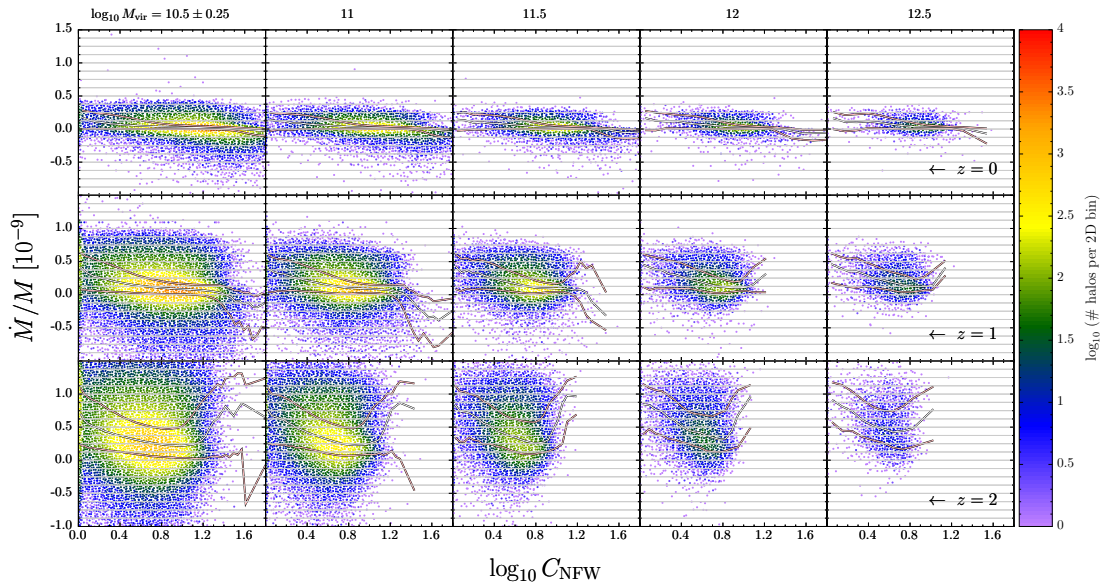 log₁₀ M_vir = 10.5 ± 0.25 11 11.5 12 12.5
1.5
1.0
0.5
0.0
-0.5
← z = 0
1.0
0.5
0.0
-0.5
← z = 1
1.0
0.5
0.0
-0.5
-1.0
← z = 2
0.0 0.4 0.8 1.2 1.6 0.4 0.8 1.2 1.6 0.4 0.8 1.2 1.6 0.4 0.8 1.2 1.6 0.4 0.8 1.2 1.6
log₁₀ C_NFW
Ṁ/M [10⁻⁹]
4
3.5
3
2.5
2
1.5
1
0.5
0
log₁₀ (# halos per 2D bin)